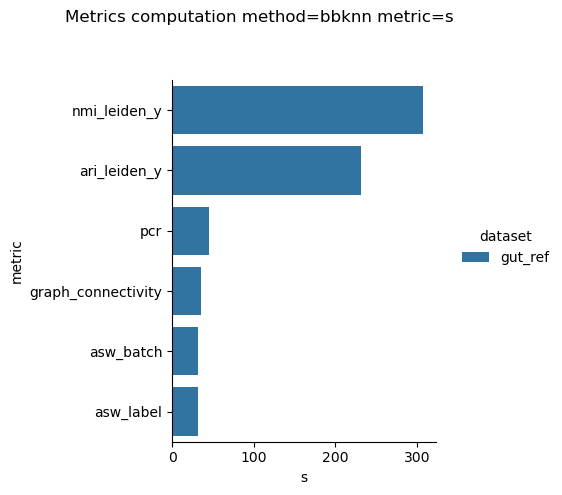 Metrics computation method=bbknn metric=s
nmi_leiden_y
ari_leiden_y
pcr
graph_connectivity
asw_batch
asw_label
metric
0 100 200 300
s
dataset
gut_ref